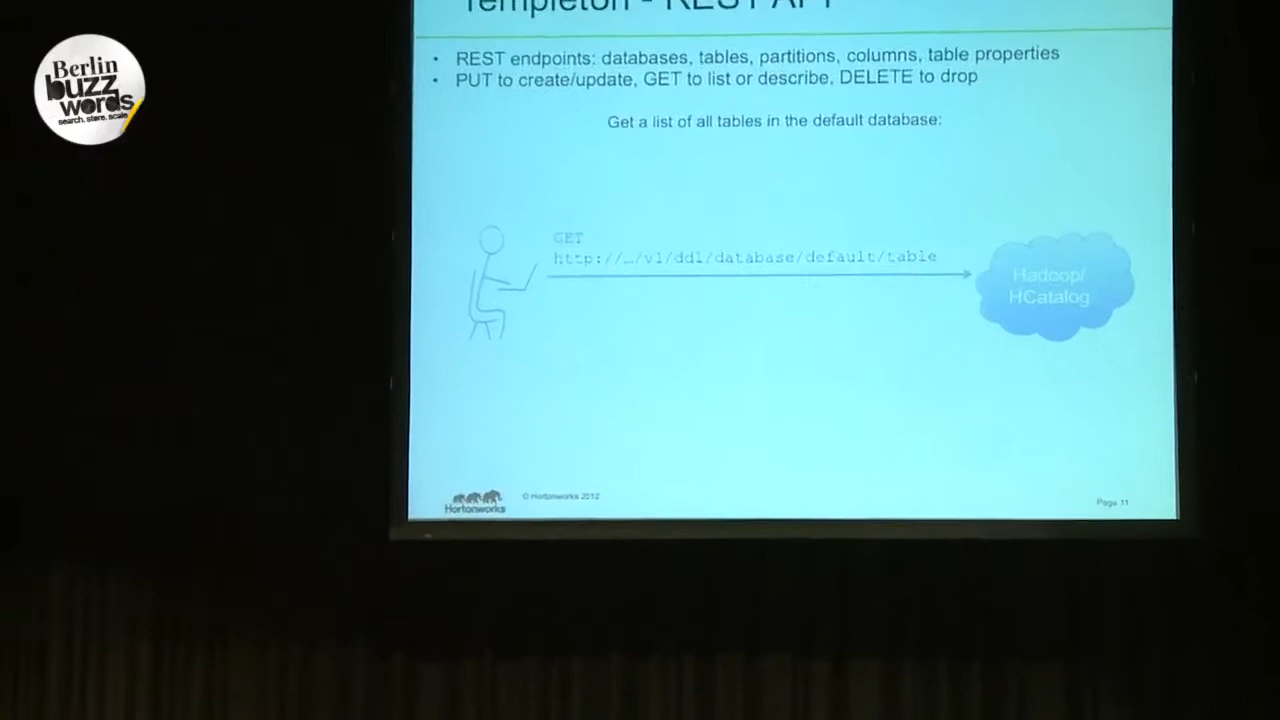 Templeton - REST API
Berlin
buzz
words
search. store. scale
• REST endpoints: databases, tables, partitions, columns, table properties
• PUT to create/update, GET to list or describe, DELETE to drop
Get a list of all tables in the default database:
GET
http://…/v1/ddl/database/default/table
Hadoop/
HCatalog
Hortonworks
© Hortonworks 2012
Page 11